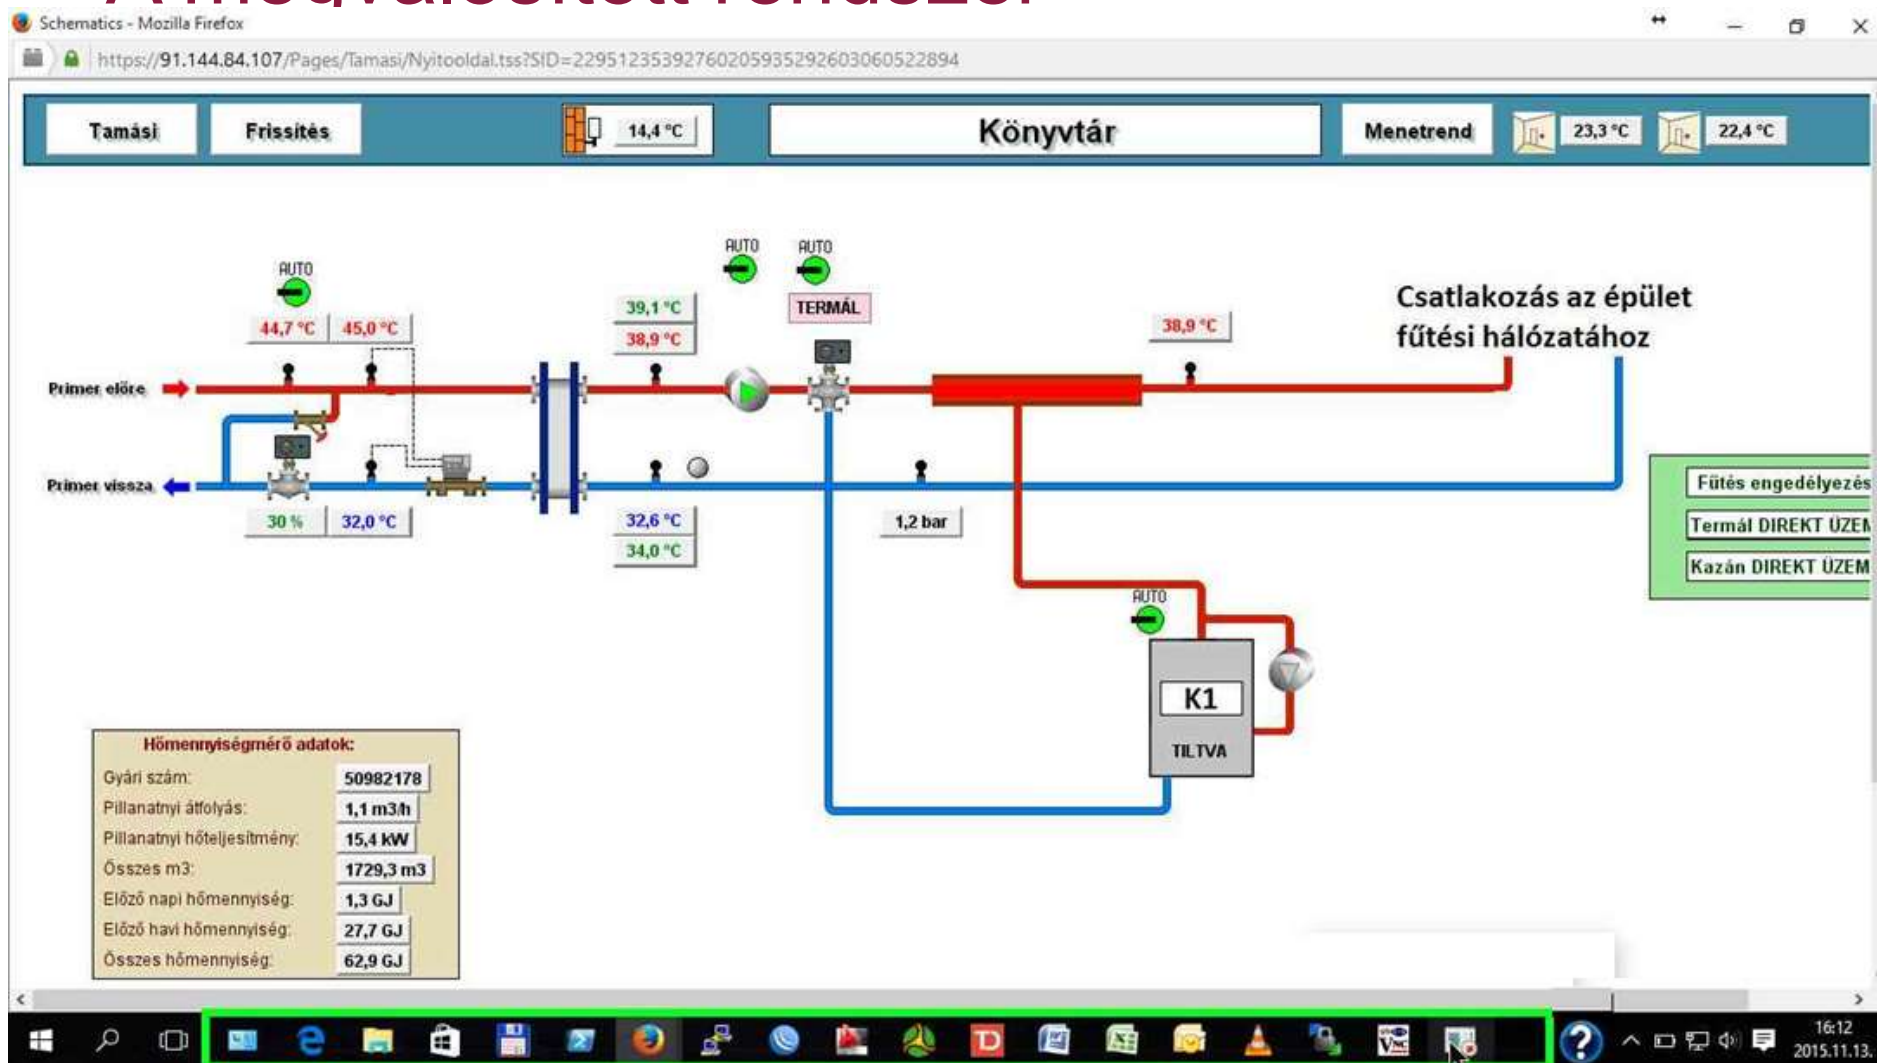 A megvalósított rendszer
Schematics - Mozilla Firefox
https://91.144.84.107/Pages/Tamasi/Nyitooldal.tss?SID=22951235392760205935292603060522894
Tamási
Frissítés
14,4 °C
Könyvtár
Menetrend
23,3 °C
22,4 °C
AUTO
AUTO
AUTO
44,7 °C
45,0 °C
39,1 °C
38,9 °C
TERMÁL
38,9 °C
Csatlakozás az épület
fűtési hálózatához
Primer előre
Primer vissza
30 %
32,0 °C
32,6 °C
34,0 °C
1,2 bar
Fűtés engedélyezés
Termál DIREKT ÜZEM
Kazán DIREKT ÜZEM
AUTO
K1
TILTVA
Hőmennyiségmérő adatok:
Gyári szám: 50982178
Pillanatnyi átfolyás: 1,1 m3/h
Pillanatnyi hőteljesítmény: 15,4 kW
Összes m3: 1729,3 m3
Előző napi hőmennyiség: 1,3 GJ
Előző havi hőmennyiség: 27,7 GJ
Összes hőmennyiség: 62,9 GJ
16:12
2015.11.13.